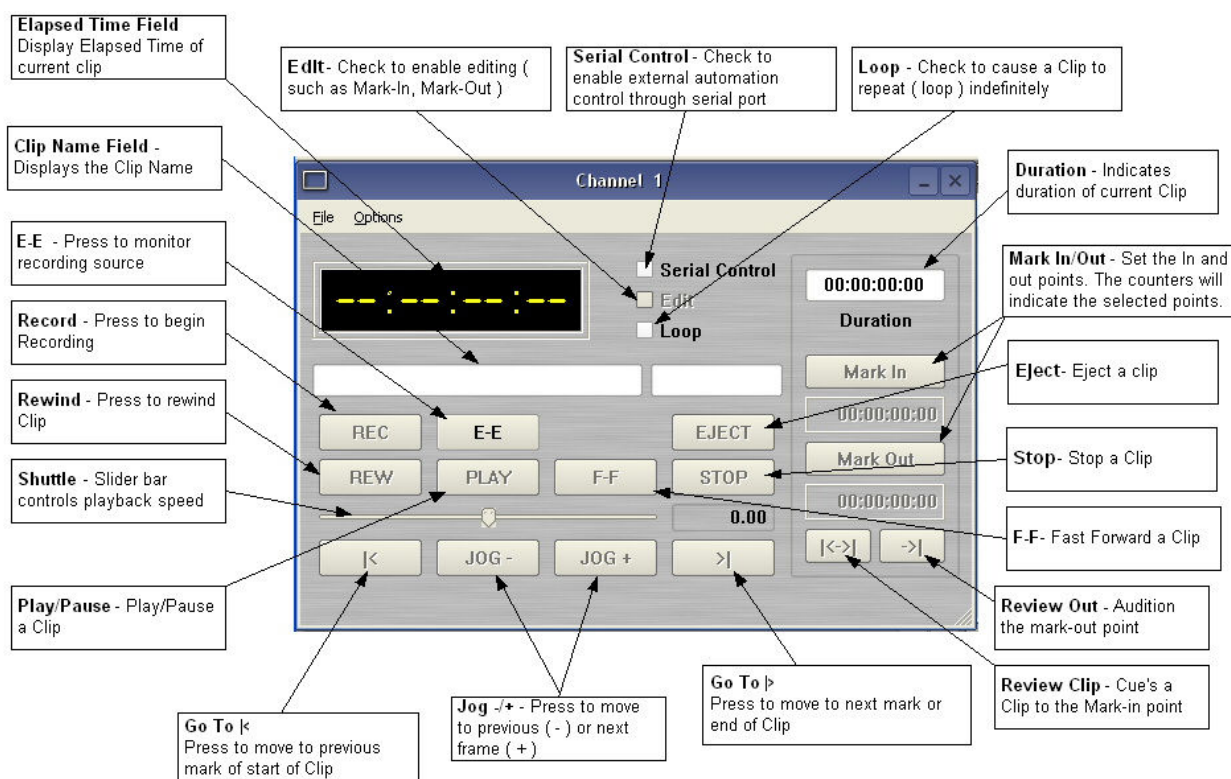 Elapsed Time Field
Display Elapsed Time of
current clip
EdIt- Check to enable editing (
such as Mark-In, Mark-Out )
Serial Control - Check to
enable external automation
control through serial port
Loop - Check to cause a Clip to
repeat ( loop ) indefinitely
Clip Name Field -
Displays the Clip Name
E-E - Press to monitor
recording source
Record - Press to begin
Recording
Rewind - Press to rewind
Clip
Shuttle - Slider bar
controls playback speed
Play/Pause - Play/Pause
a Clip
Channel 1
File Options
--:--:--:--
Serial Control
Edit
Loop
00:00:00:00
Duration
Mark In
00:00:00:00
Mark Out
00:00:00:00
|<->| ->|
REC E-E EJECT
REW PLAY F-F STOP
0.00
|< JOG - JOG + >|
Duration - Indicates
duration of current Clip
Mark In/Out - Set the In and
out points. The counters will
indicate the selected points.
Eject- Eject a clip
Stop- Stop a Clip
F-F- Fast Forward a Clip
Review Out - Audition
the mark-out point
Review Clip - Cue's a
Clip to the Mark-in point
Go To |<
Press to move to previous
mark of start of Clip
Jog -/+ - Press to move
to previous ( - ) or next
frame ( + )
Go To |>
Press to move to next mark or
end of Clip